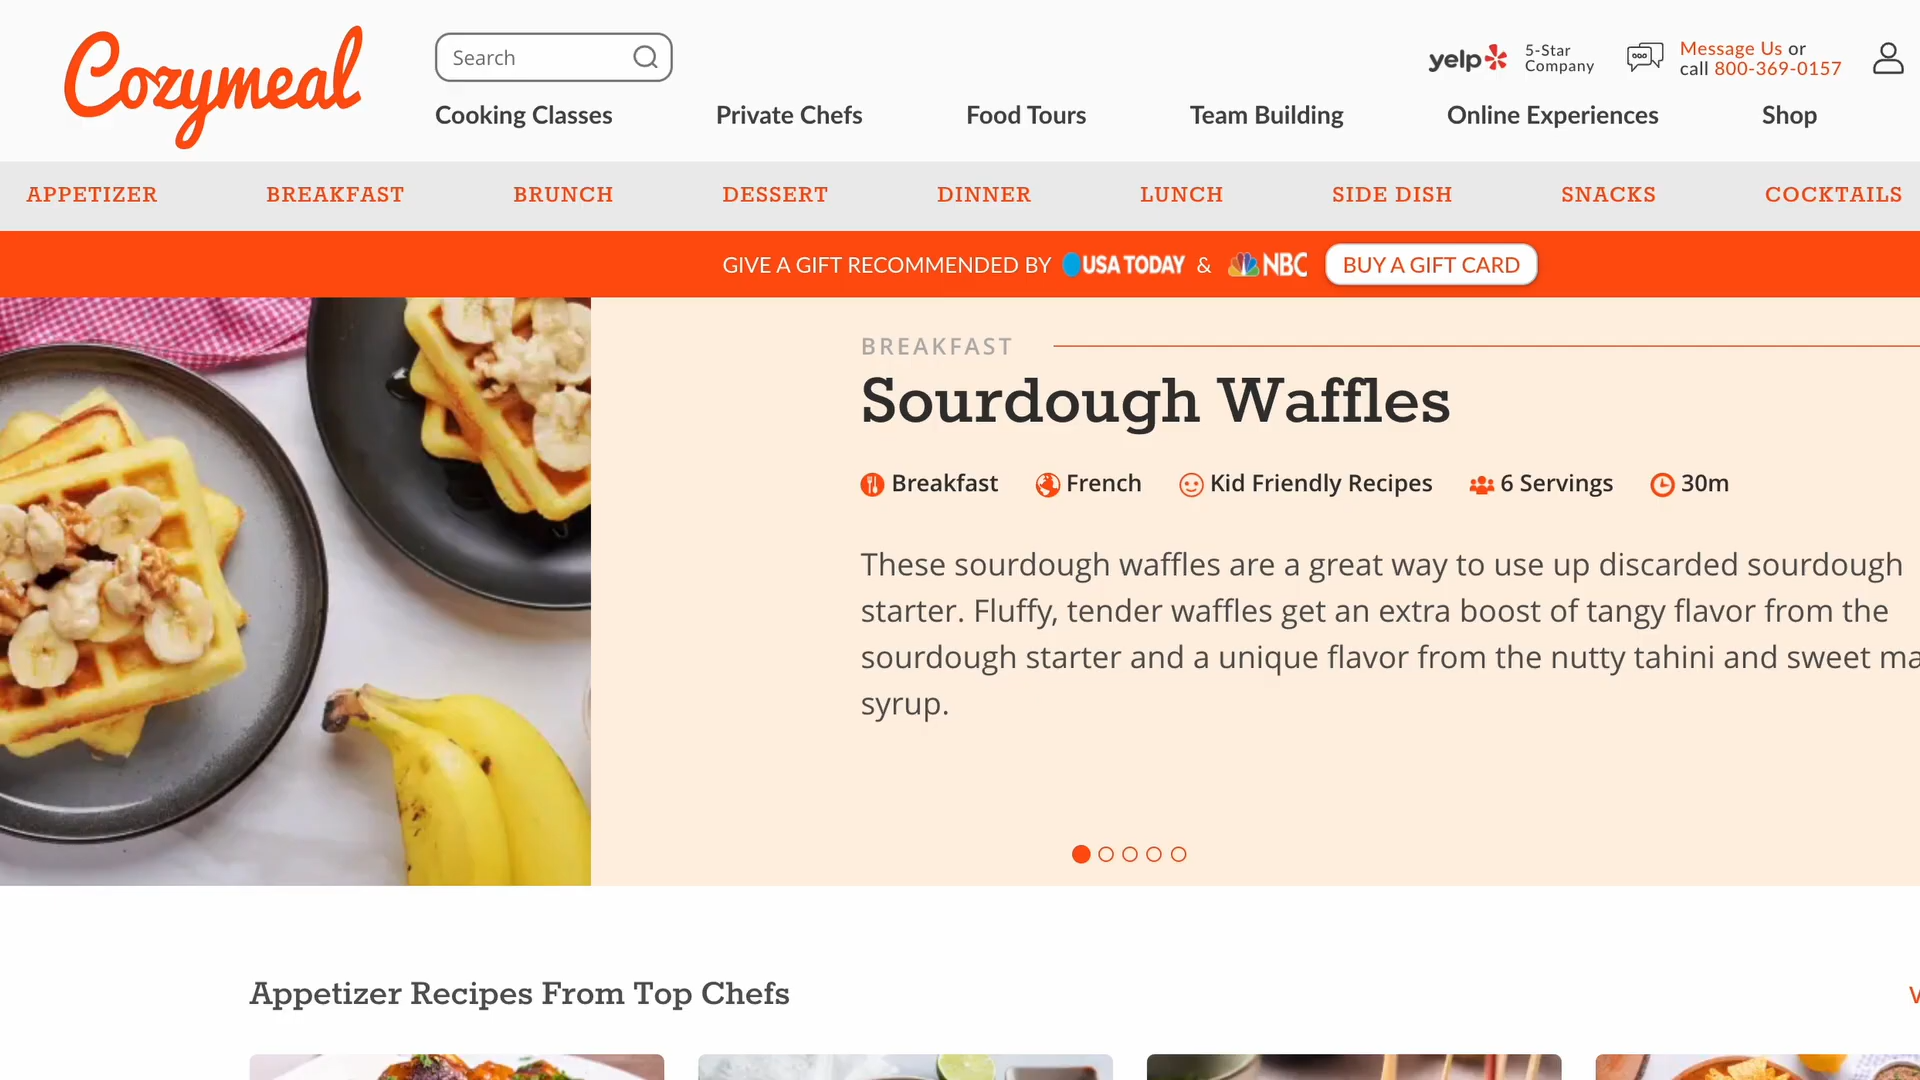 Cozymeal
Search
yelp
5-Star
Company
Message Us or
call 800-369-0157
Cooking Classes
Private Chefs
Food Tours
Team Building
Online Experiences
Shop
APPETIZER
BREAKFAST
BRUNCH
DESSERT
DINNER
LUNCH
SIDE DISH
SNACKS
COCKTAILS
GIVE A GIFT RECOMMENDED BY USA TODAY & NBC
BUY A GIFT CARD
BREAKFAST
Sourdough Waffles
Breakfast
French
Kid Friendly Recipes
6 Servings
30m
These sourdough waffles are a great way to use up discarded sourdough
starter. Fluffy, tender waffles get an extra boost of tangy flavor from the
sourdough starter and a unique flavor from the nutty tahini and sweet ma
syrup.
Appetizer Recipes From Top Chefs